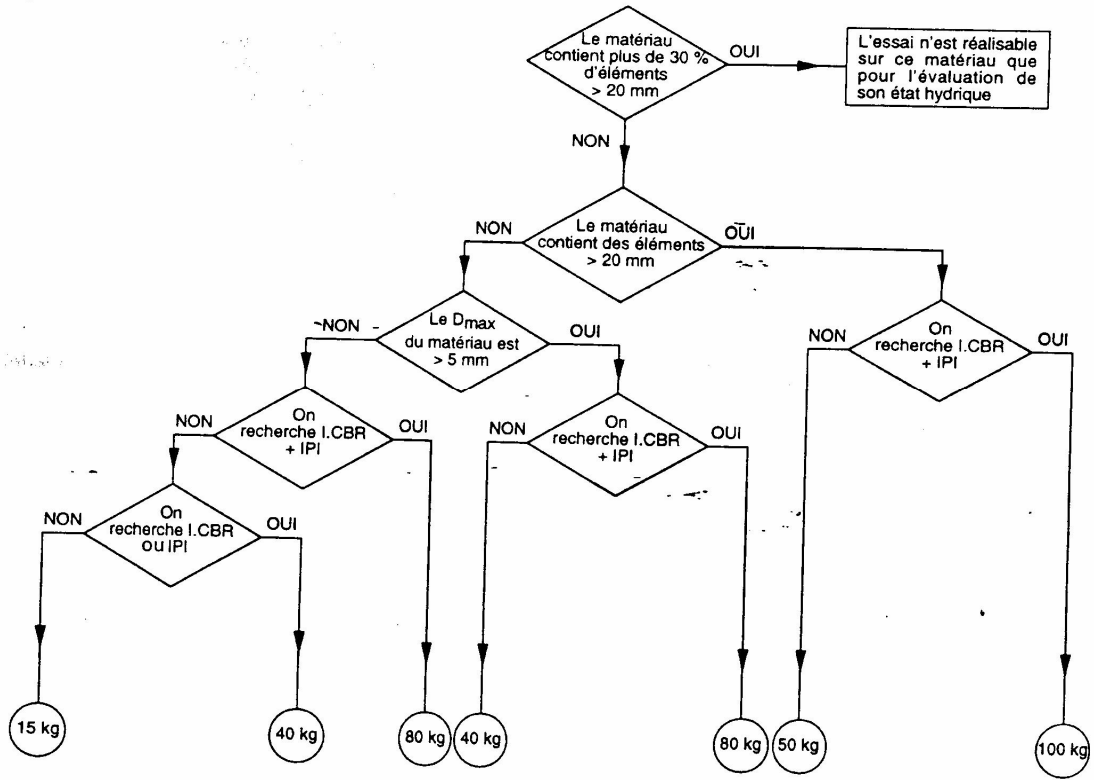 Le matériau
contient plus de 30 %
d'éléments
> 20 mm
OUI
L'essai n'est réalisable
sur ce matériau que
pour l'évaluation de
son état hydrique
NON
Le matériau
contient des éléments
> 20 mm
NON
OUI
Le Dmax
du matériau est
> 5 mm
NON
OUI
On
recherche I.CBR
+ IPI
NON
OUI
On
recherche I.CBR
+ IPI
NON
OUI
On
recherche I.CBR
+ IPI
NON
OUI
On
recherche I.CBR
ou IPI
NON
OUI
15 kg
40 kg
80 kg
40 kg
80 kg
50 kg
100 kg